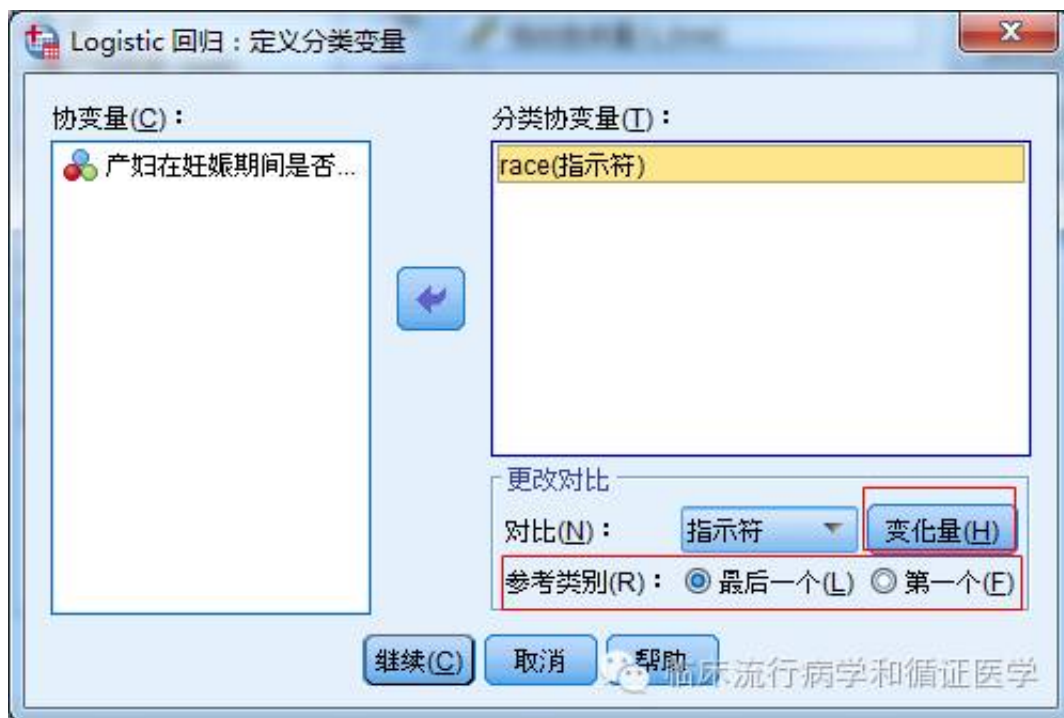 Logistic 回归：定义分类变量
协变量(C)：
产妇在妊娠期间是否...
分类协变量(T)：
race(指示符)
更改对比
对比(N)：
指示符
变化量(H)
参考类别(R)：
最后一个(L)
第一个(F)
继续(C)
取消
帮助
临床流行病学和循证医学